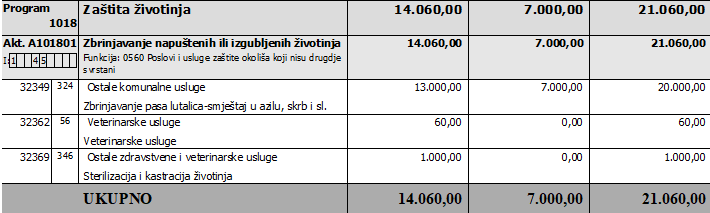 Program 1018 Zaštita životinja 14.060,00 7.000,00 21.060,00
Akt. A101801 Zbrinjavanje napuštenih ili izgubljenih životinja 14.060,00 7.000,00 21.060,00
I: 1 4 5 Funkcija: 0560 Poslovi i usluge zaštite okoliša koji nisu drugdje
svrstani
32349 324 Ostale komunalne usluge 13.000,00 7.000,00 20.000,00
Zbrinjavanje pasa lutalica-smještaj u azilu, skrb i sl.
32362 56 Veterinarske usluge 60,00 0,00 60,00
Veterinarske usluge
32369 346 Ostale zdravstvene i veterinarske usluge 1.000,00 0,00 1.000,00
Sterilizacija i kastracija životinja
UKUPNO 14.060,00 7.000,00 21.060,00